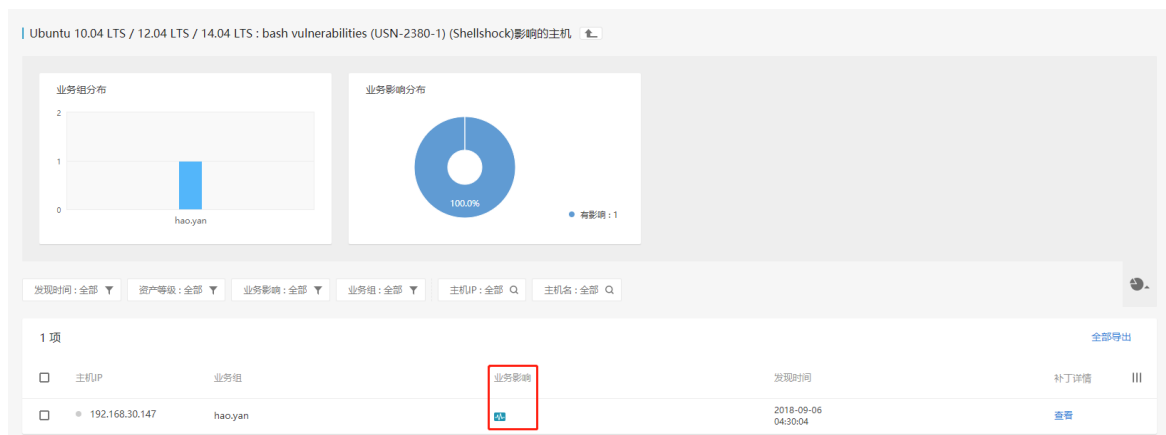 Ubuntu 10.04 LTS / 12.04 LTS / 14.04 LTS : bash vulnerabilities (USN-2380-1) (Shellshock)影响的主机
业务组分布
2
1
0
hao.yan
业务影响分布
100.0%
有影响 : 1
发现时间 : 全部
资产等级 : 全部
业务影响 : 全部
业务组 : 全部
主机IP : 全部
主机名 : 全部
1 项
全部导出
主机IP
业务组
业务影响
发现时间
补丁详情
192.168.30.147
hao.yan
2018-09-06
04:30:04
查看